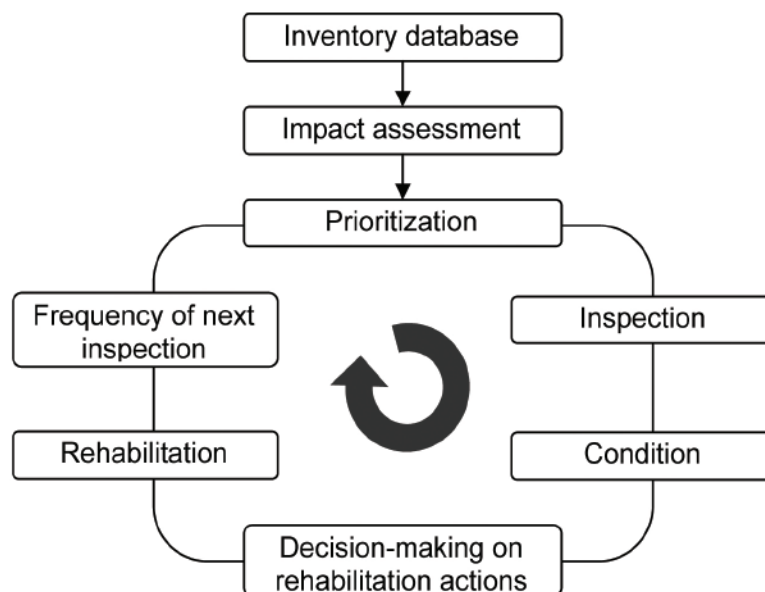 Inventory database
Impact assessment
Prioritization
Frequency of next
inspection
Inspection
Rehabilitation
Condition
Decision-making on
rehabilitation actions